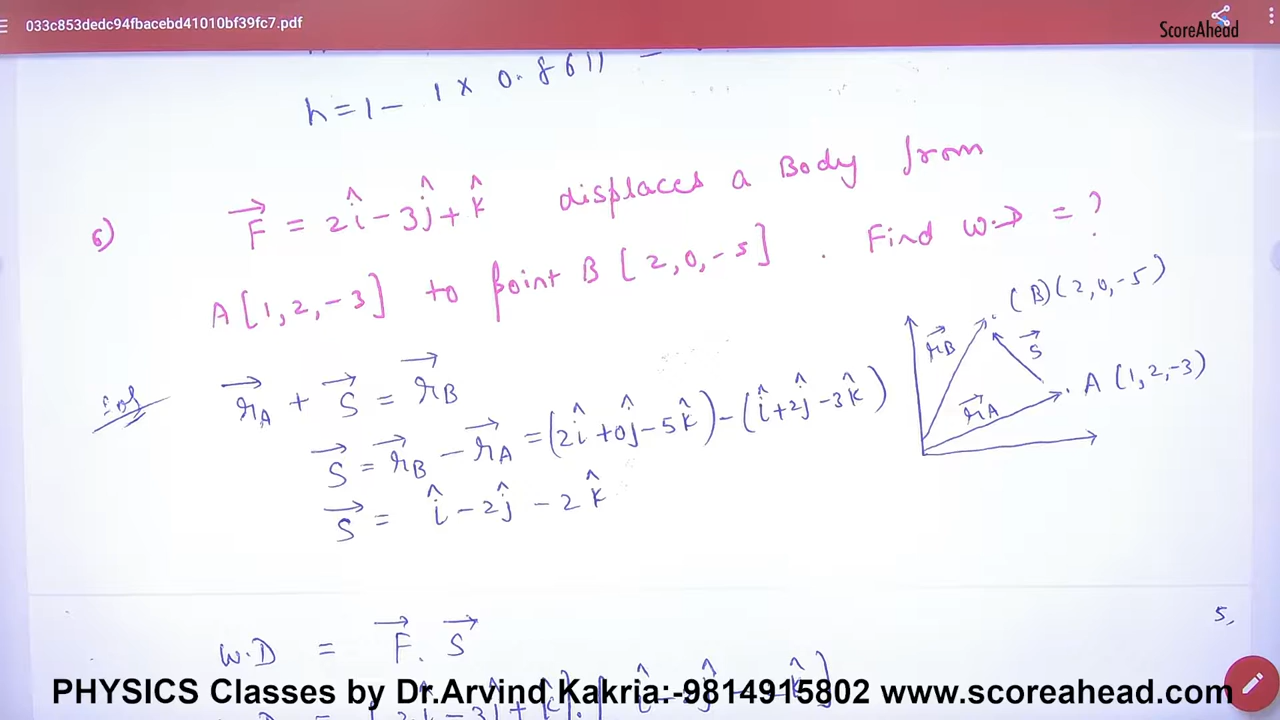 033c853dedc94fbacebd41010bf39fc7.pdf
ScoreAhead
h = 1 - 1 × 0.8611 -
6) F⃗ = 2î - 3ĵ + k̂ displaces a Body from
A [1, 2, -3] to point B [2, 0, -5]. Find W.D = ?
(B) (2, 0, -5)
r⃗B
S⃗
A (1, 2, -3)
r⃗A
Sol
r⃗A + S⃗ = r⃗B
S⃗ = r⃗B - r⃗A = (2î + 0ĵ - 5k̂) - (î + 2ĵ - 3k̂)
S⃗ = î - 2ĵ - 2k̂
5,
W.D = F⃗ . S⃗
PHYSICS Classes by Dr.Arvind Kakria:-9814915802 www.scoreahead.com